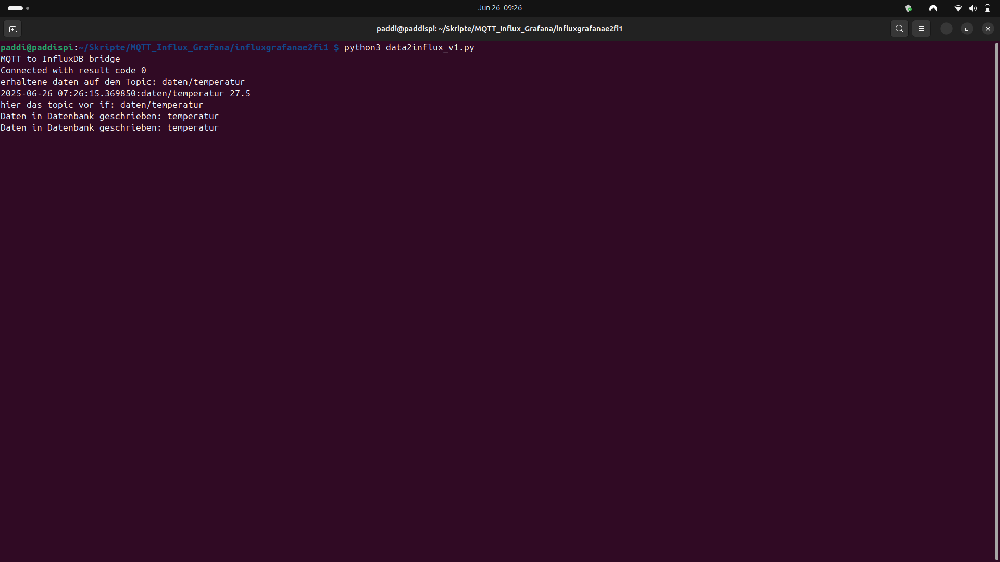 Jun 26 09:26
paddi@paddispi: ~/Skripte/MQTT_Influx_Grafana/influxgrafanae2fi1
paddi@paddispi:~/Skripte/MQTT_Influx_Grafana/influxgrafanae2fi1 $ python3 data2influx_v1.py
MQTT to InfluxDB bridge
Connected with result code 0
erhaltene daten auf dem Topic: daten/temperatur
2025-06-26 07:26:15.369850:daten/temperatur 27.5
hier das topic vor if: daten/temperatur
Daten in Datenbank geschrieben: temperatur
Daten in Datenbank geschrieben: temperatur